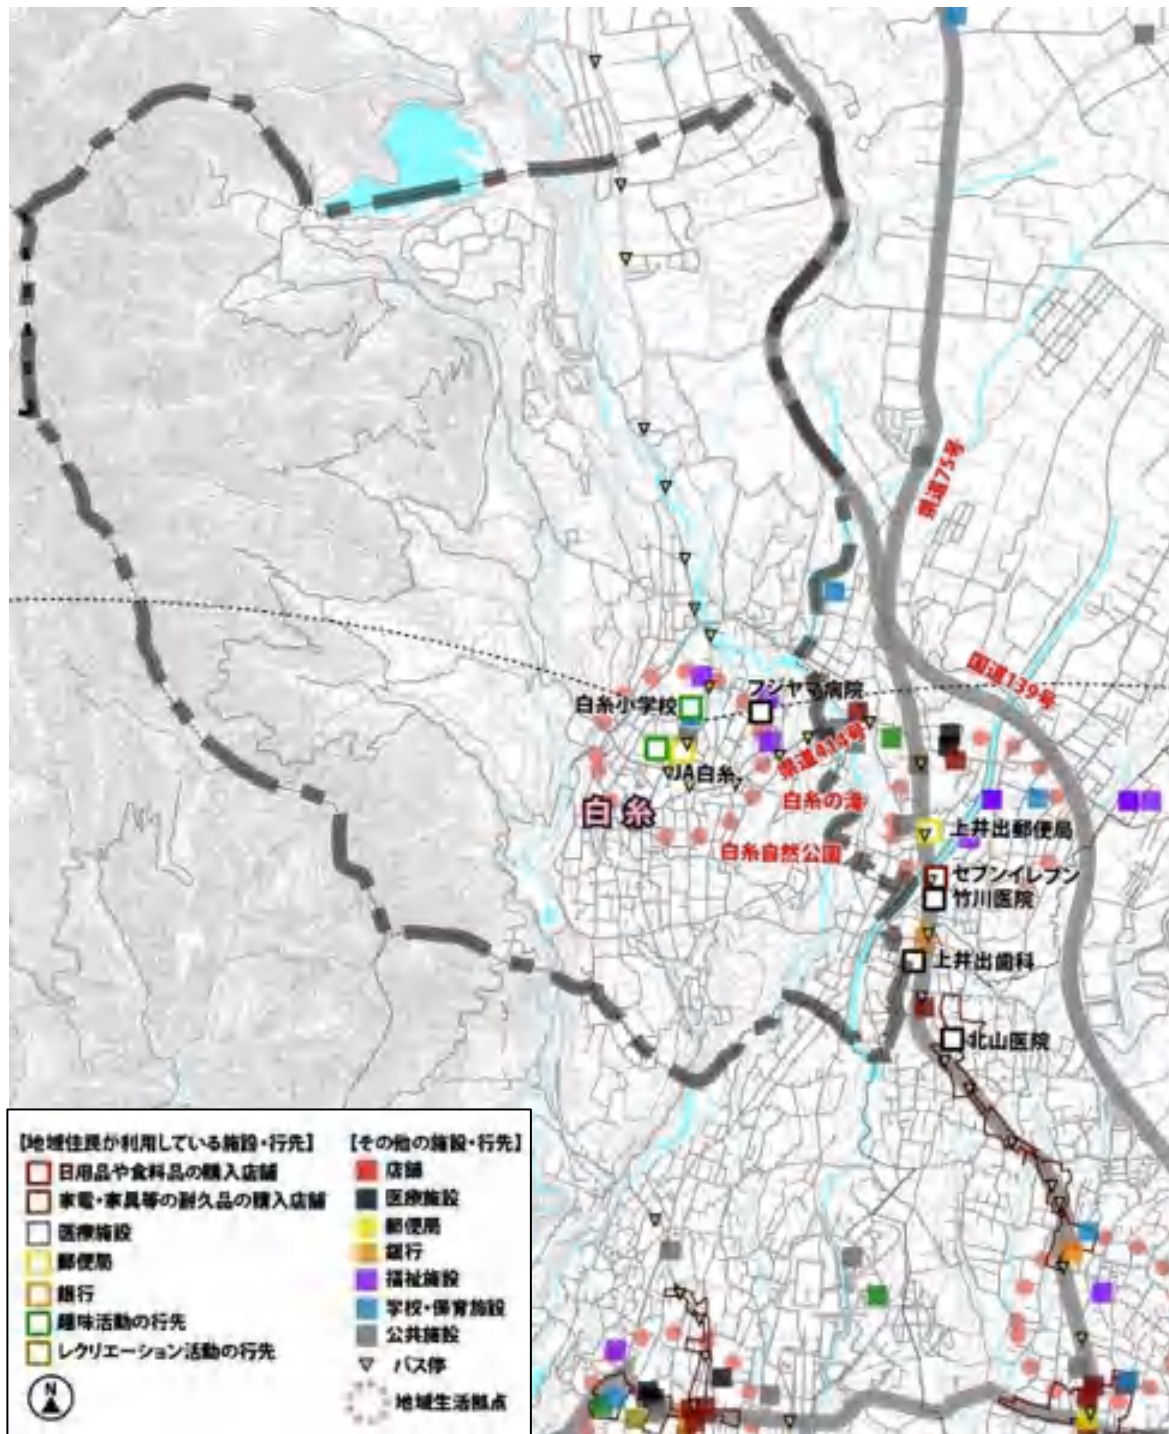 県道75号
国道139号
フジヤマ病院
白糸小学校
県道414号
JA白糸
白糸の滝
白糸
上井出郵便局
白糸自然公園
セブンイレブン
竹川医院
上井出歯科
北山医院
【地域住民が利用している施設・行先】
日用品や食料品の購入店舗
家電・家具等の耐久品の購入店舗
医療施設
郵便局
銀行
趣味活動の行先
レクリエーション活動の行先
N
【その他の施設・行先】
店舗
医療施設
郵便局
銀行
福祉施設
学校・保育施設
公共施設
バス停
地域生活拠点